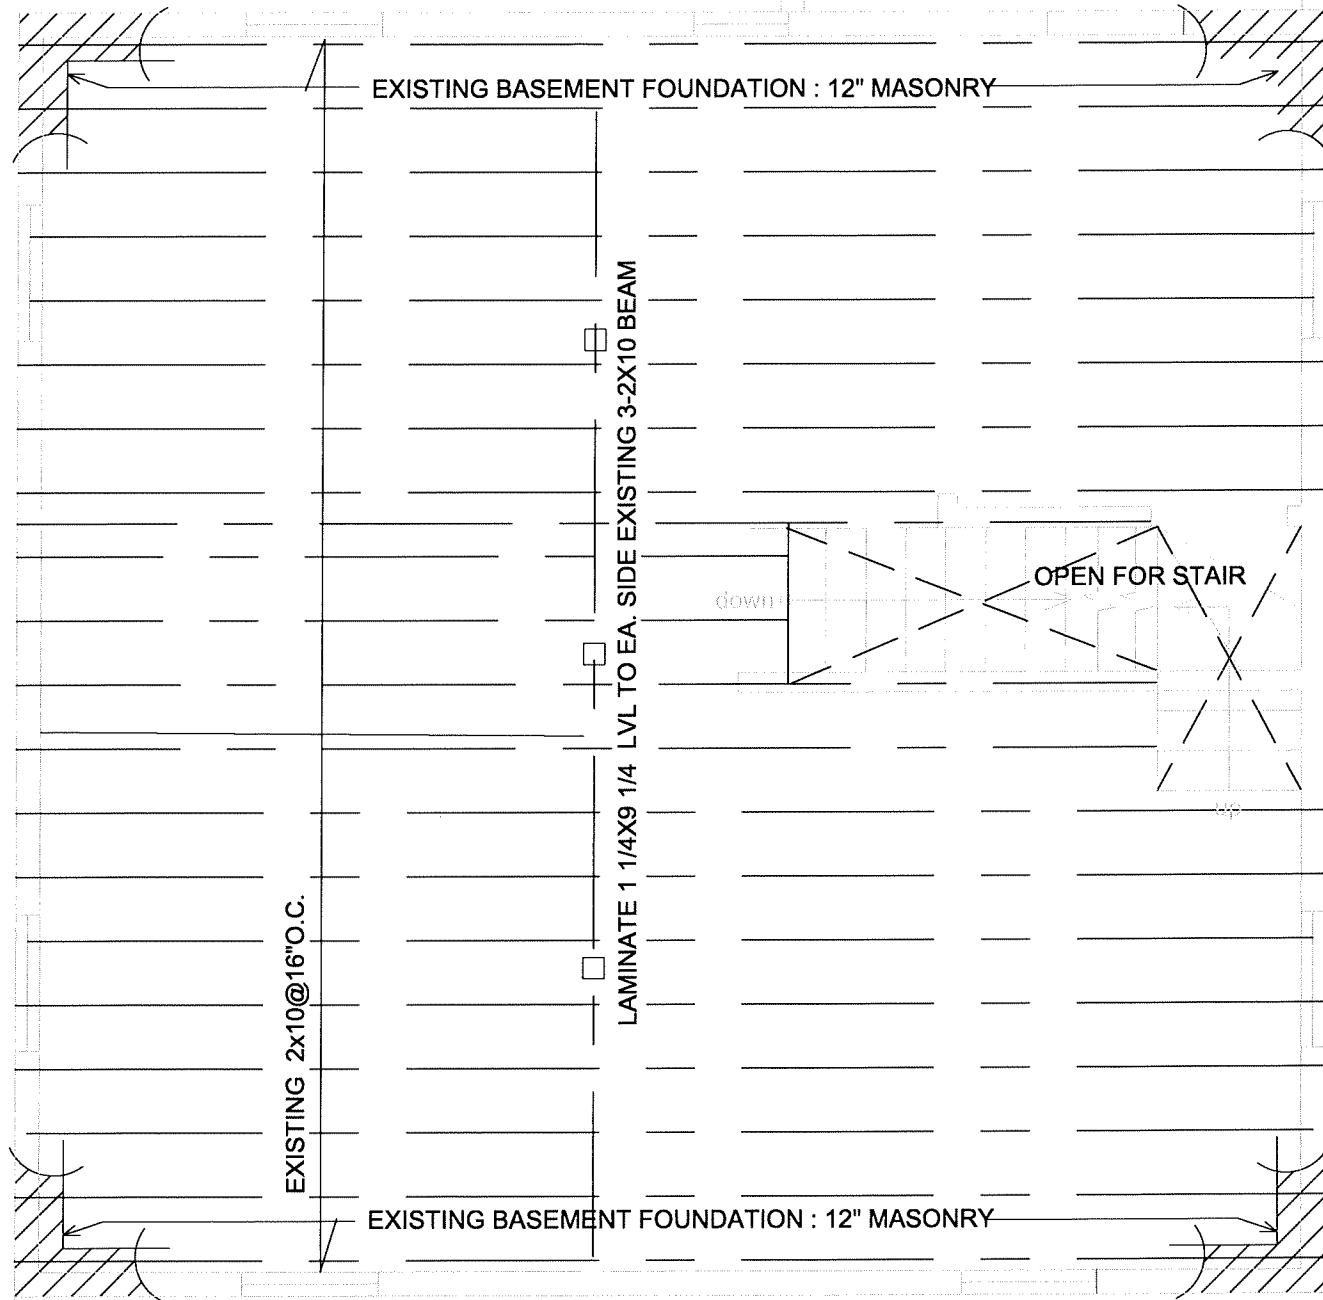 EXISTING BASEMENT FOUNDATION : 12" MASONRY
LAMINATE 1 1/4X9 1/4 LVL TO EA. SIDE EXISTING 3-2X10 BEAM
OPEN FOR STAIR
down
up
EXISTING 2x10@16"O.C.
EXISTING BASEMENT FOUNDATION : 12" MASONRY